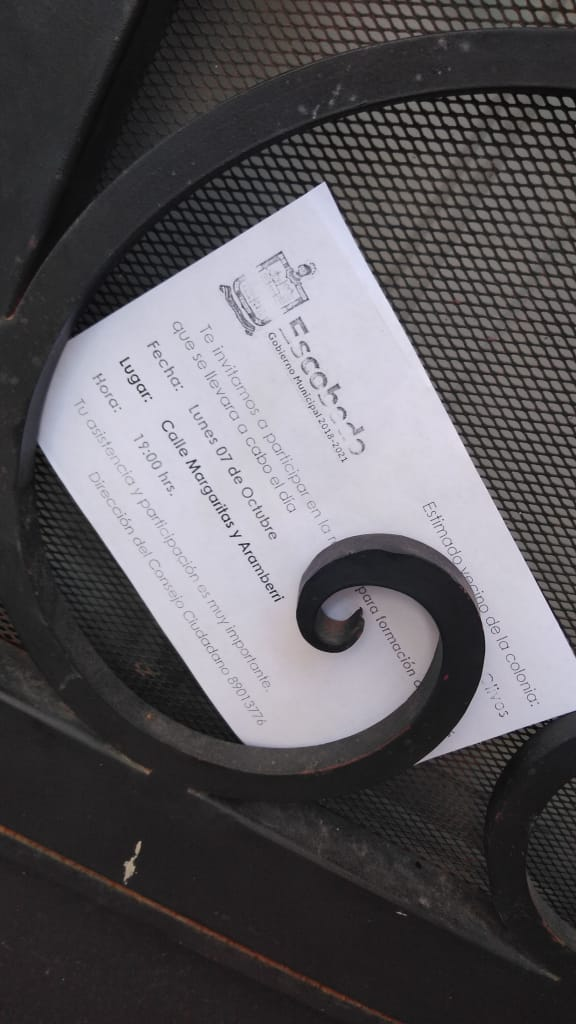 Escobedo
Gobierno Municipal 2018-2021
Estimado vecino de la colonia:
Olivos
Te invitamos a participar en la para formación
que se llevara a cabo el día
Fecha: Lunes 07 de Octubre
Lugar: Calle Margaritas y Aramberri
Hora: 19:00 hrs.
Tu asistencia y participación es muy importante.
Dirección del Consejo Ciudadano 89013776